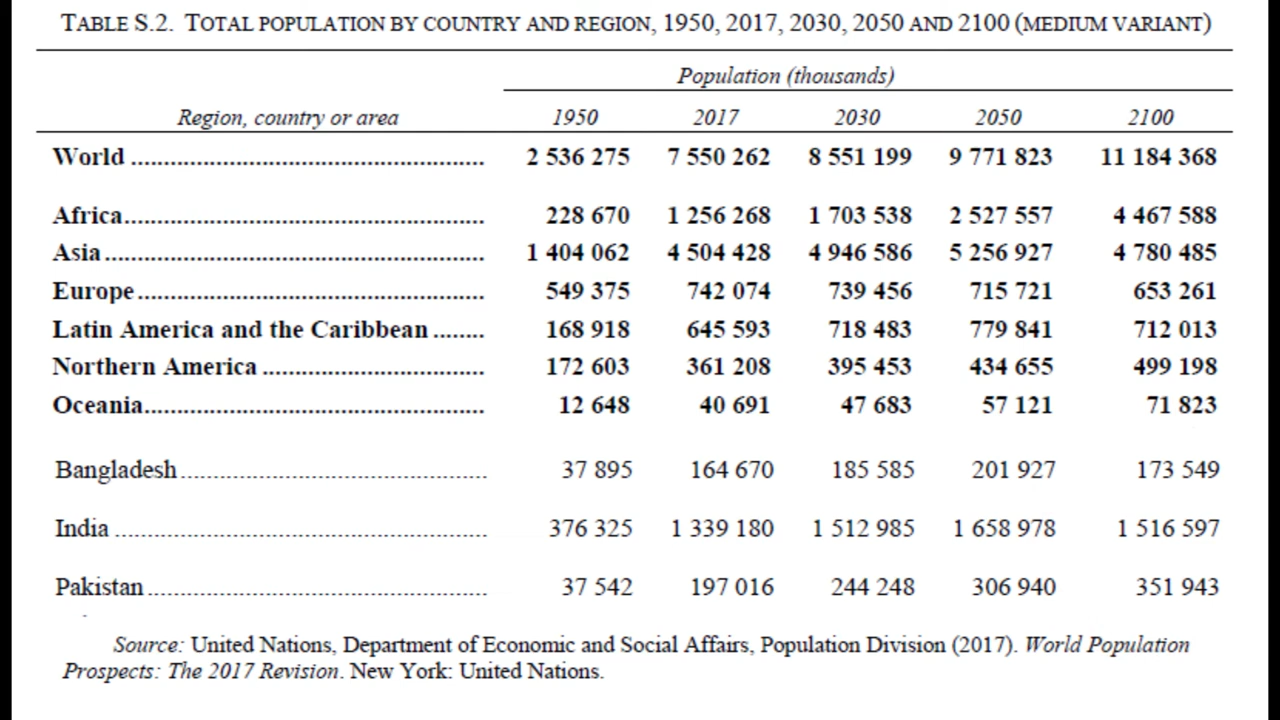 TABLE S.2. TOTAL POPULATION BY COUNTRY AND REGION, 1950, 2017, 2030, 2050 AND 2100 (MEDIUM VARIANT)
Population (thousands)
Region, country or area 1950 2017 2030 2050 2100
World .................................................. 2 536 275 7 550 262 8 551 199 9 771 823 11 184 368
Africa.................................................. 228 670 1 256 268 1 703 538 2 527 557 4 467 588
Asia .................................................. 1 404 062 4 504 428 4 946 586 5 256 927 4 780 485
Europe.................................................. 549 375 742 074 739 456 715 721 653 261
Latin America and the Caribbean ........ 168 918 645 593 718 483 779 841 712 013
Northern America .................................. 172 603 361 208 395 453 434 655 499 198
Oceania.................................................. 12 648 40 691 47 683 57 121 71 823
Bangladesh.............................................. 37 895 164 670 185 585 201 927 173 549
India ...................................................... 376 325 1 339 180 1 512 985 1 658 978 1 516 597
Pakistan .................................................. 37 542 197 016 244 248 306 940 351 943
Source: United Nations, Department of Economic and Social Affairs, Population Division (2017). World Population
Prospects: The 2017 Revision. New York: United Nations.